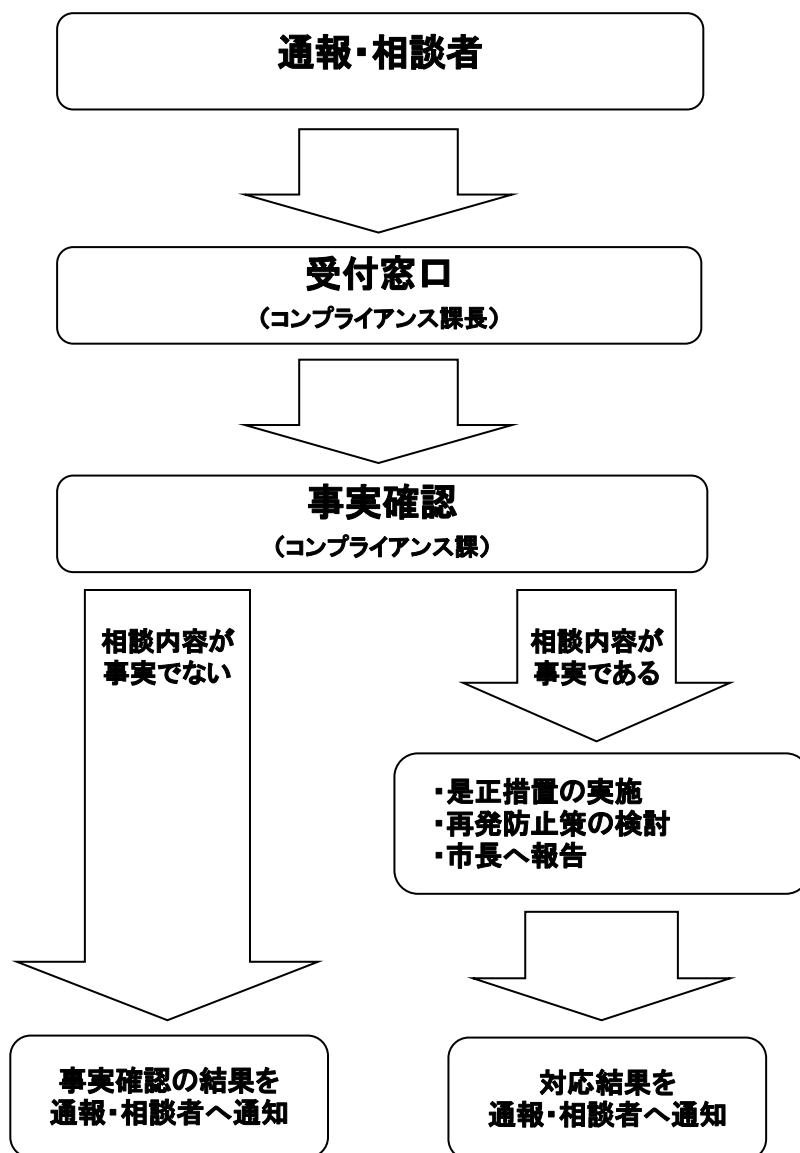 通報・相談者
受付窓口
（コンプライアンス課長）
事実確認
（コンプライアンス課）
相談内容が
事実でない
相談内容が
事実である
・是正措置の実施
・再発防止策の検討
・市長へ報告
事実確認の結果を
通報・相談者へ通知
対応結果を
通報・相談者へ通知